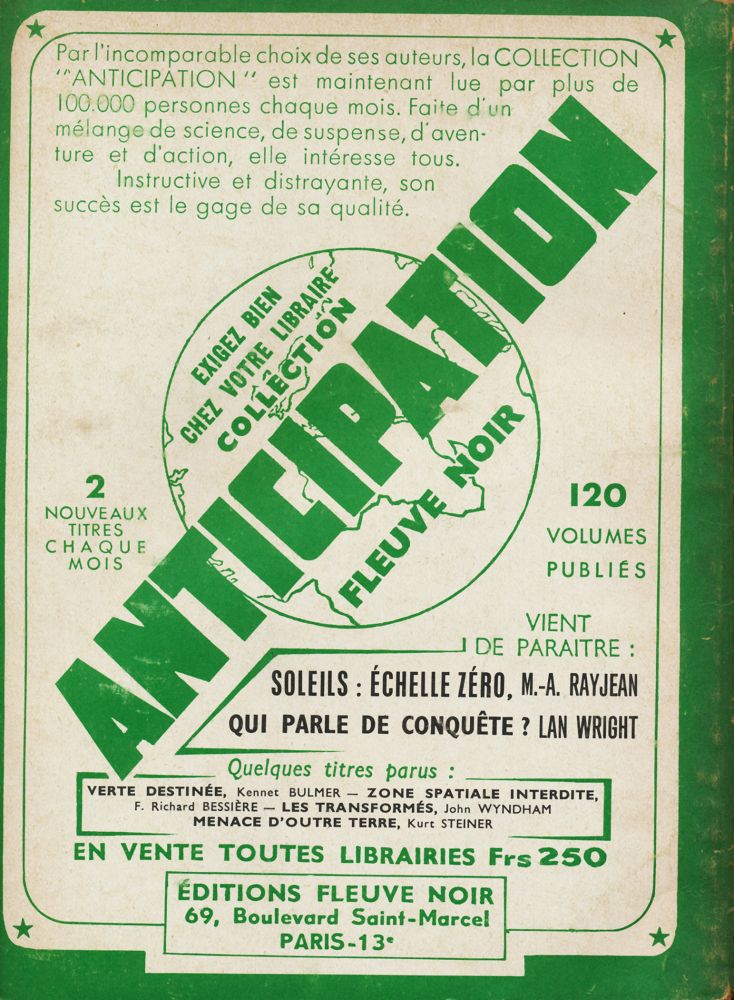 Par l'incomparable choix de ses auteurs, la COLLECTION
"ANTICIPATION" est maintenant lue par plus de
100.000 personnes chaque mois. Faite d'un
mélange de science, de suspense, d'aven-
ture et d'action, elle intéresse tous.
Instructive et distrayante, son
succès est le gage de sa qualité.
EXIGEZ BIEN
CHEZ VOTRE LIBRAIRE
COLLECTION
ANTICIPATION
FLEUVE NOIR
2
NOUVEAUX
TITRES
CHAQUE
MOIS
120
VOLUMES
PUBLIÉS
VIENT
DE PARAITRE :
SOLEILS : ÉCHELLE ZÉRO, M.-A. RAYJEAN
QUI PARLE DE CONQUÊTE ? LAN WRIGHT
Quelques titres parus :
VERTE DESTINÉE, Kennet BULMER — ZONE SPATIALE INTERDITE,
F. Richard BESSIÈRE — LES TRANSFORMÉS, John WYNDHAM
MENACE D'OUTRE TERRE, Kurt STEINER
EN VENTE TOUTES LIBRAIRIES Frs 250
ÉDITIONS FLEUVE NOIR
69, Boulevard Saint-Marcel
PARIS-13e